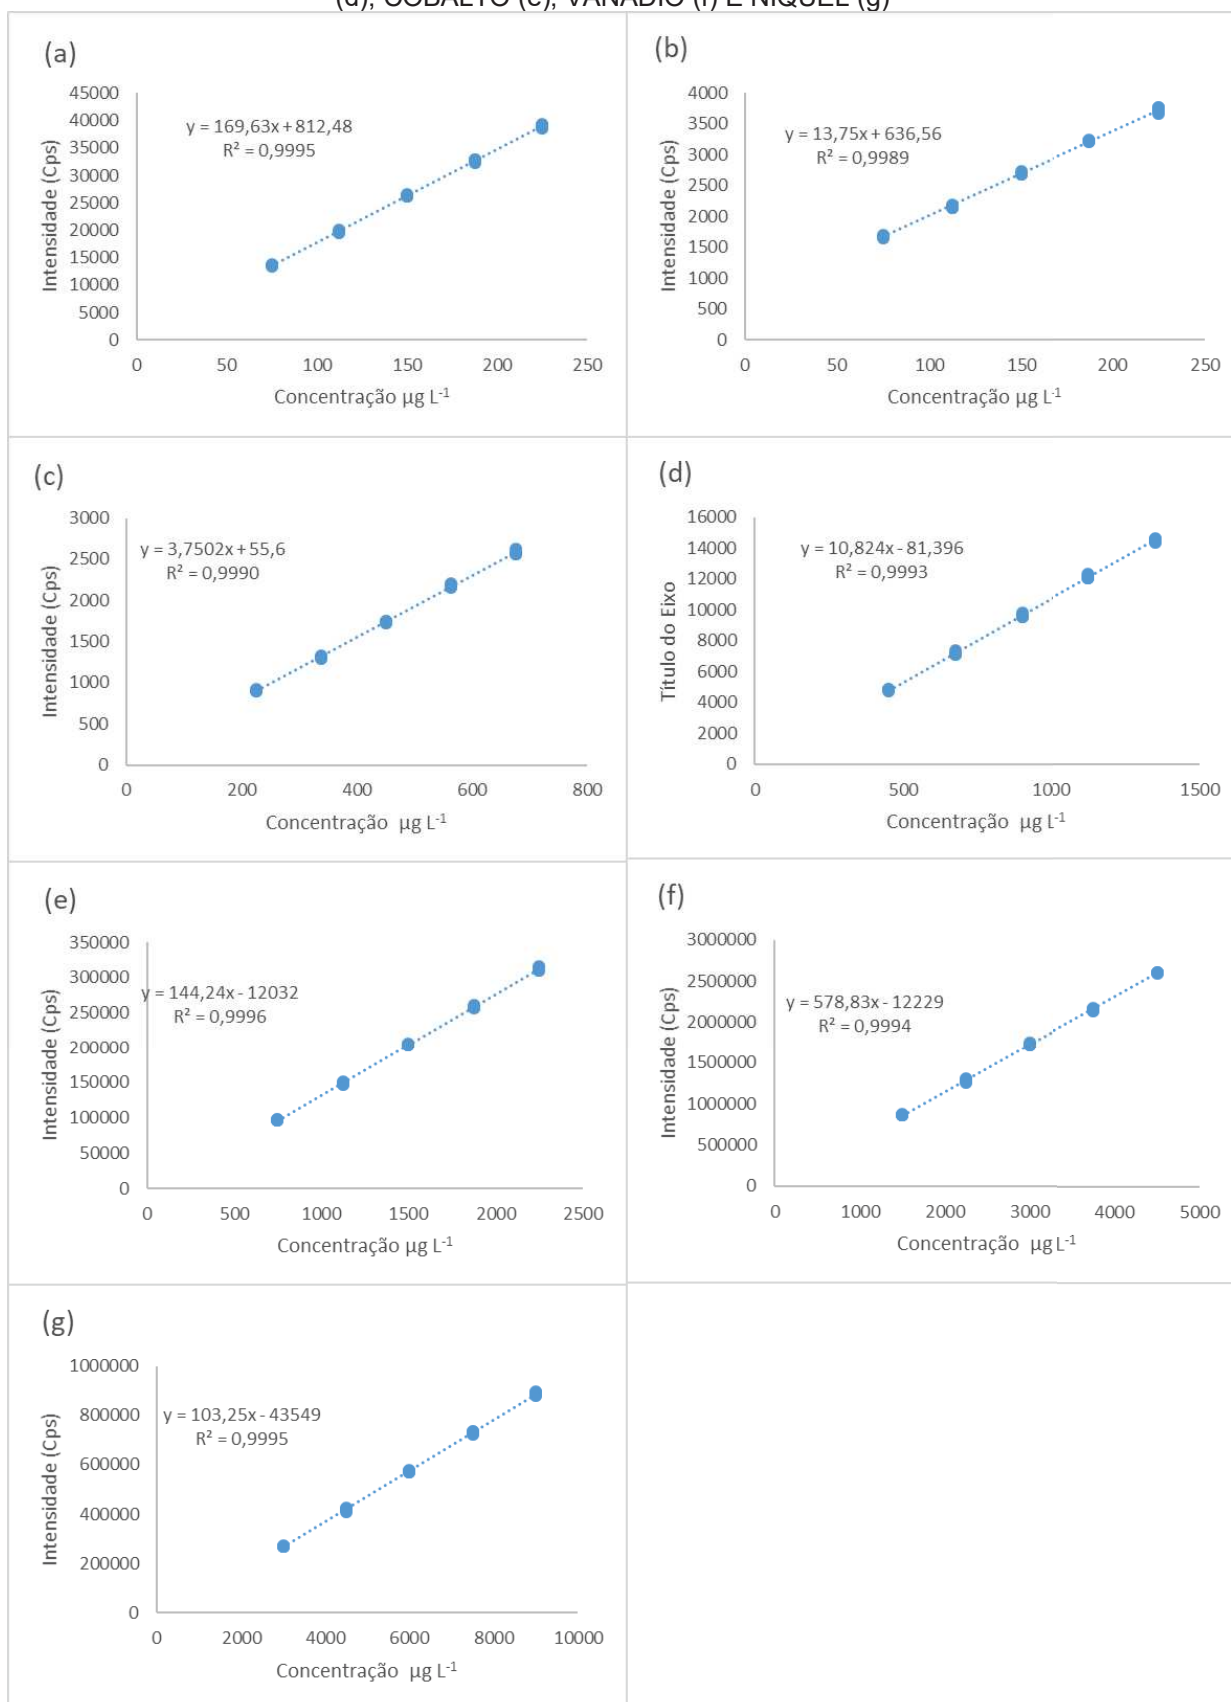 (d), COBALTO (e), VANÁDIO (f) E NÍQUEL (g)
(a)
y = 169,63x + 812,48
R² = 0,9995
45000
40000
35000
30000
25000
20000
15000
10000
5000
0
Intensidade (Cps)
0 50 100 150 200 250
Concentração µg L⁻¹
(b)
y = 13,75x + 636,56
R² = 0,9989
4000
3500
3000
2500
2000
1500
1000
500
0
Intensidade (Cps)
0 50 100 150 200 250
Concentração µg L⁻¹
(c)
y = 3,7502x + 55,6
R² = 0,9990
3000
2500
2000
1500
1000
500
0
Intensidade (Cps)
0 200 400 600 800
Concentração µg L⁻¹
(d)
y = 10,824x - 81,396
R² = 0,9993
16000
14000
12000
10000
8000
6000
4000
2000
0
Título do Eixo
0 500 1000 1500
Concentração µg L⁻¹
(e)
y = 144,24x - 12032
R² = 0,9996
350000
300000
250000
200000
150000
100000
50000
0
Intensidade (Cps)
0 500 1000 1500 2000 2500
Concentração µg L⁻¹
(f)
y = 578,83x - 12229
R² = 0,9994
3000000
2500000
2000000
1500000
1000000
500000
0
Intensidade (Cps)
0 1000 2000 3000 4000 5000
Concentração µg L⁻¹
(g)
y = 103,25x - 43549
R² = 0,9995
1000000
800000
600000
400000
200000
0
Intensidade (Cps)
0 2000 4000 6000 8000 10000
Concentração µg L⁻¹